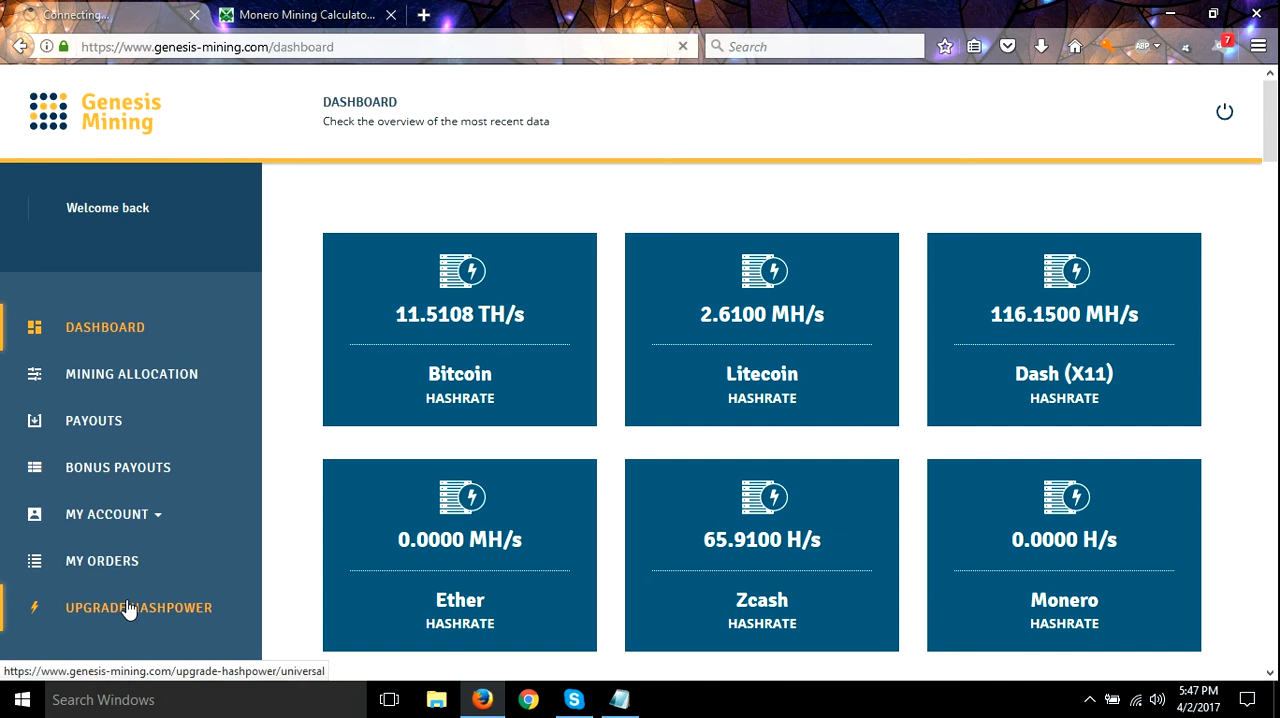 Connecting...
Monero Mining Calculato...
https://www.genesis-mining.com/dashboard
Search
ABP
7
Genesis
Mining
DASHBOARD
Check the overview of the most recent data
Welcome back
DASHBOARD
MINING ALLOCATION
PAYOUTS
BONUS PAYOUTS
MY ACCOUNT
MY ORDERS
UPGRADE HASHPOWER
11.5108 TH/s
Bitcoin
HASHRATE
2.6100 MH/s
Litecoin
HASHRATE
116.1500 MH/s
Dash (X11)
HASHRATE
0.0000 MH/s
Ether
HASHRATE
65.9100 H/s
Zcash
HASHRATE
0.0000 H/s
Monero
HASHRATE
https://www.genesis-mining.com/upgrade-hashpower/universal
Search Windows
5:47 PM
4/2/2017